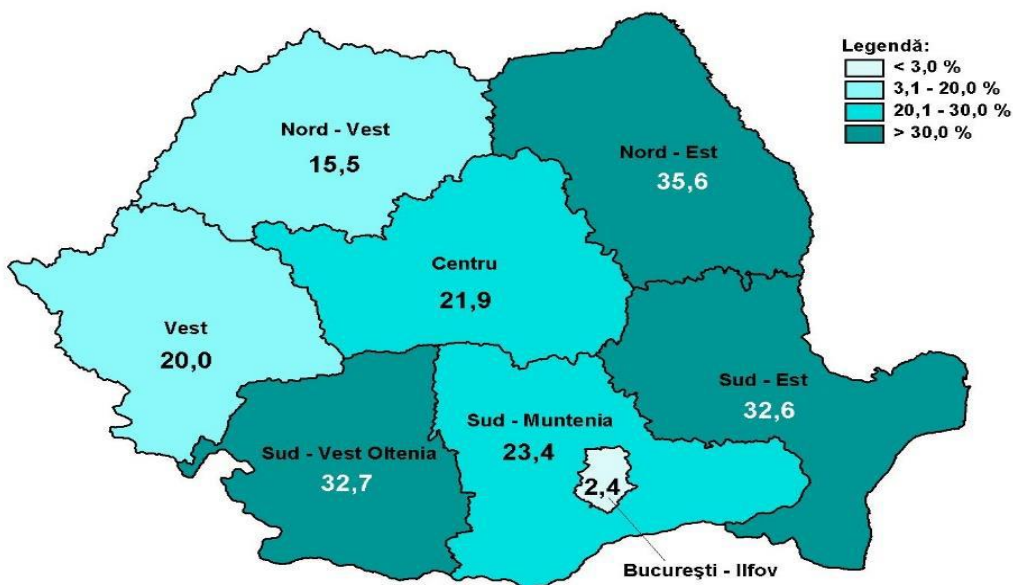 Legendă:
< 3,0 %
3,1 - 20,0 %
20,1 - 30,0 %
> 30,0 %
Nord - Vest
15,5
Nord - Est
35,6
Centru
21,9
Vest
20,0
Sud - Est
32,6
Sud - Muntenia
23,4
Sud - Vest Oltenia
32,7
2,4
Bucureşti - Ilfov